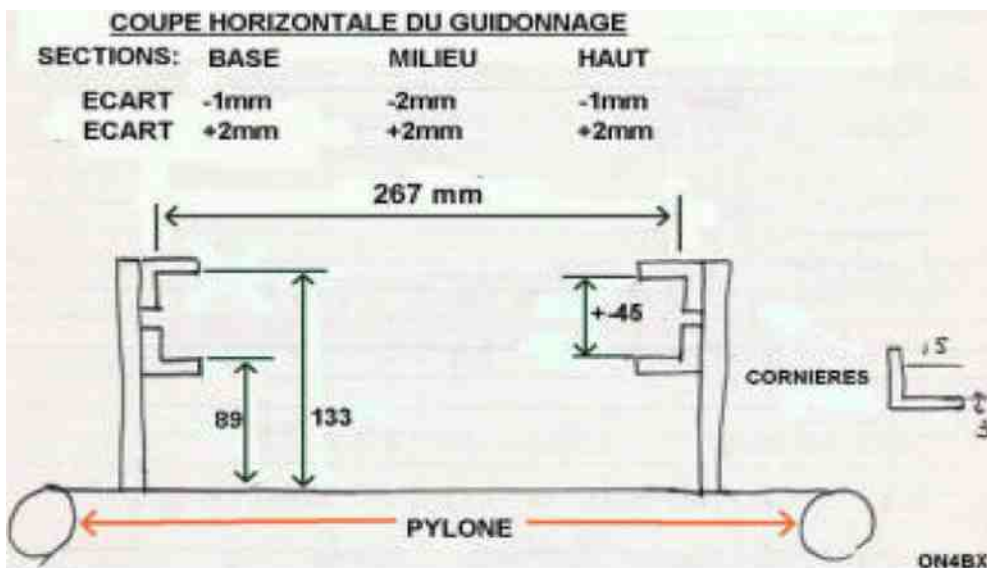 COUPE HORIZONTALE DU GUIDONNAGE
SECTIONS: BASE MILIEU HAUT
ECART -1mm -2mm -1mm
ECART +2mm +2mm +2mm
267 mm
+-45
15
CORNIERES
89
133
PYLONE
ON4BX